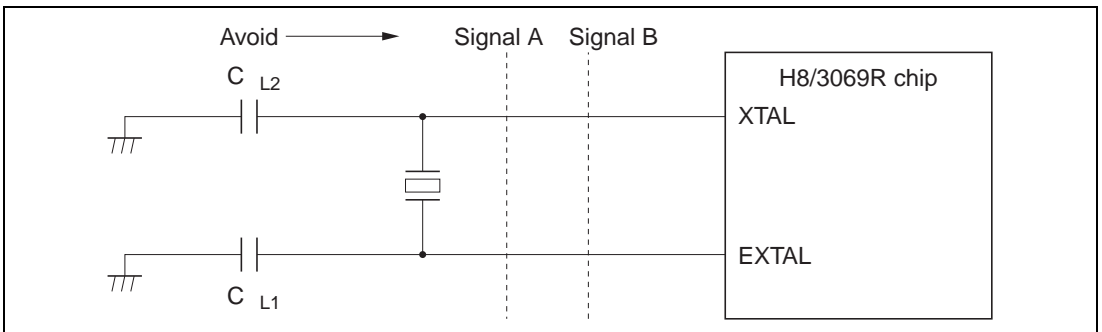 Avoid
Signal A
Signal B
C L2
H8/3069R chip
XTAL
EXTAL
C L1